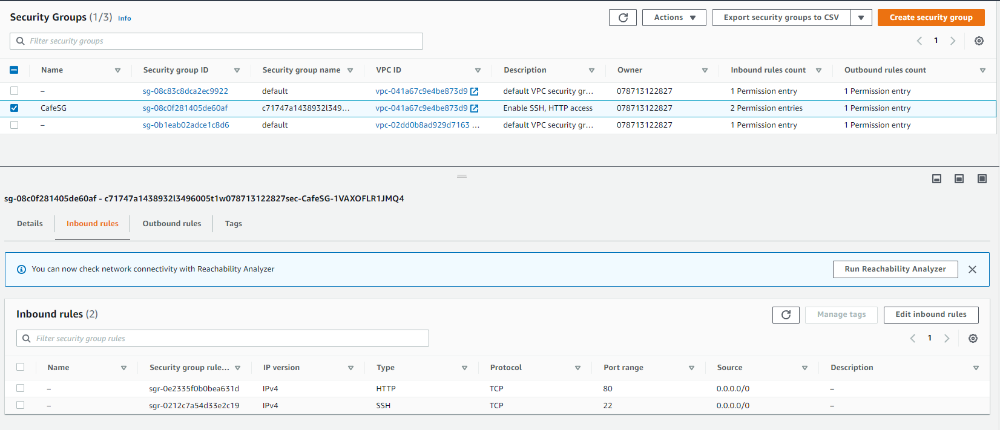 Security Groups (1/3) Info
Actions
Export security groups to CSV
Create security group
Filter security groups
1
Name Security group ID Security group name VPC ID Description Owner Inbound rules count Outbound rules count
– sg-08c83c8dca2ec9922 default vpc-041a67c9e4be873d9 default VPC security gr... 078713122827 1 Permission entry 1 Permission entry
CafeSG sg-08c0f281405de60af c71747a1438932l349... vpc-041a67c9e4be873d9 Enable SSH, HTTP access 078713122827 2 Permission entries 1 Permission entry
– sg-0b1eab02adce1c8d6 default vpc-02dd0b8ad929d7163 ... default VPC security gr... 078713122827 1 Permission entry 1 Permission entry
sg-08c0f281405de60af - c71747a1438932l3496005t1w078713122827sec-CafeSG-1VAXOFLR1JMQ4
Details Inbound rules Outbound rules Tags
You can now check network connectivity with Reachability Analyzer
Run Reachability Analyzer
Inbound rules (2)
Manage tags
Edit inbound rules
Filter security group rules
1
Name Security group rule... IP version Type Protocol Port range Source Description
– sgr-0e2335f0b0bea631d IPv4 HTTP TCP 80 0.0.0.0/0 –
– sgr-0212c7a54d33e2c19 IPv4 SSH TCP 22 0.0.0.0/0 –